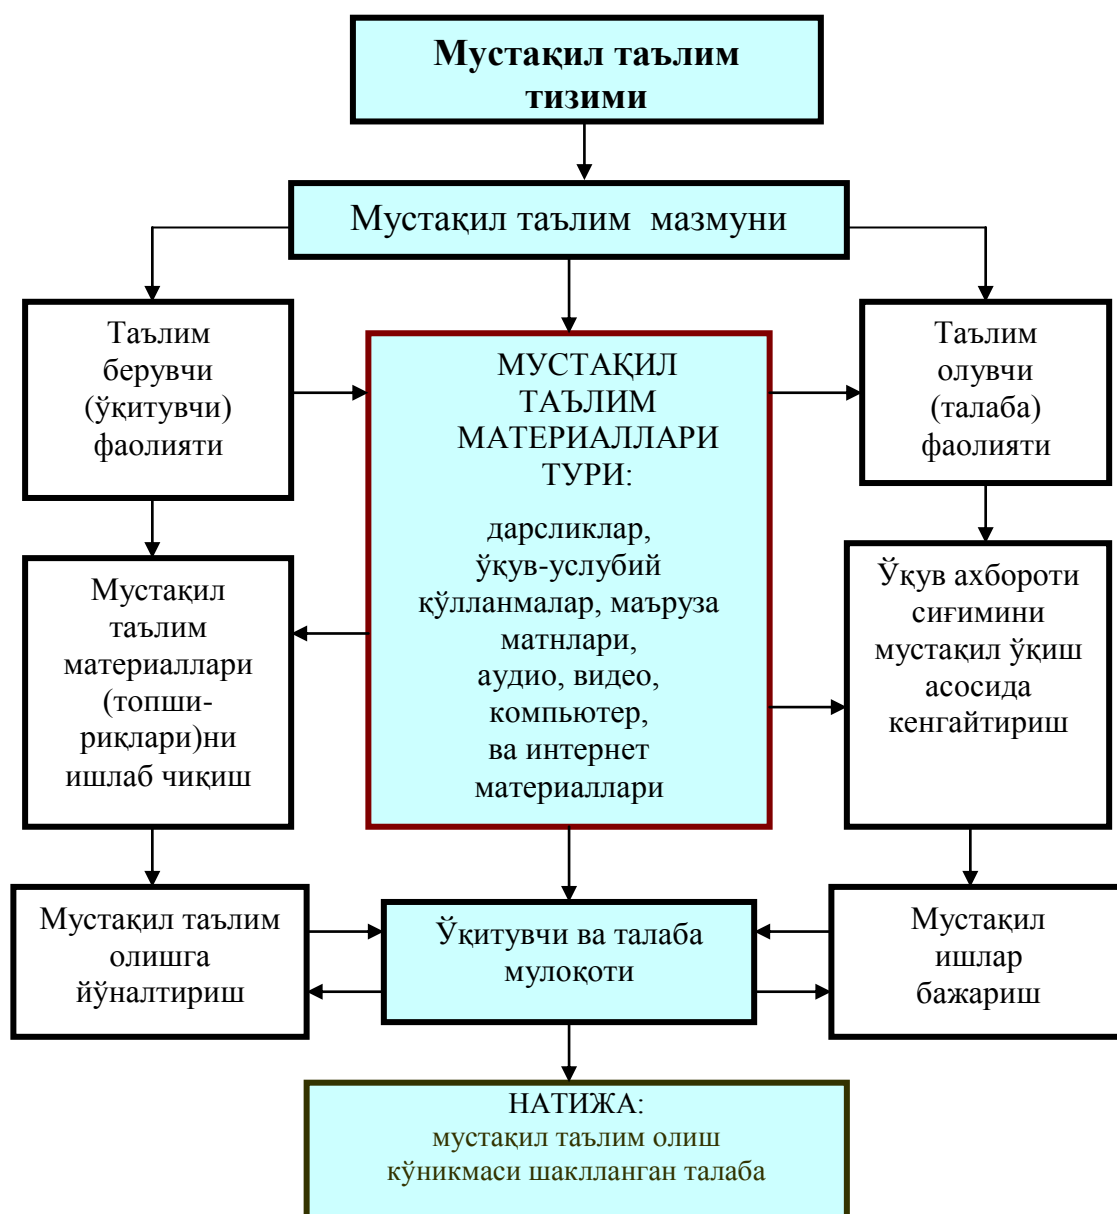 Мустақил таълим
тизими
Мустақил таълим мазмуни
Таълим
берувчи
(ўқитувчи)
фаолияти
МУСТАҚИЛ
ТАЪЛИМ
МАТЕРИАЛЛАРИ
ТУРИ:
дарсликлар,
ўқув-услубий
қўлланмалар, маъруза
матнлари,
аудио, видео,
компьютер,
ва интернет
материаллари
Таълим
олувчи
(талаба)
фаолияти
Мустақил
таълим
материаллари
(топши-
риқлари)ни
ишлаб чиқиш
Ўқув ахбороти
сиғимини
мустақил ўқиш
асосида
кенгайтириш
Мустақил таълим
олишга
йўналтириш
Ўқитувчи ва талаба
мулоқоти
Мустақил
ишлар
бажариш
НАТИЖА:
мустақил таълим олиш
кўникмаси шаклланган талаба